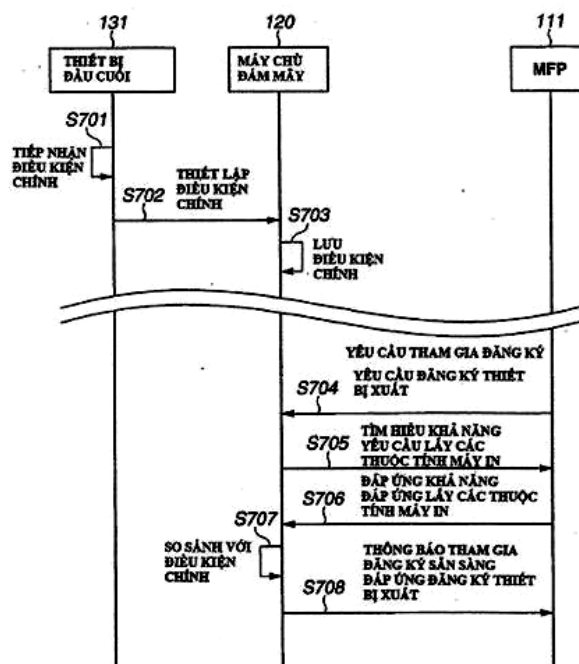 131
120
111
THIẾT BỊ
ĐẦU CUỐI
MÁY CHỦ
ĐÁM MÂY
MFP
S701
TIẾP NHẬN
ĐIỀU KIỆN
CHÍNH
S702
THIẾT LẬP
ĐIỀU KIỆN
CHÍNH
S703
LƯU
ĐIỀU KIỆN
CHÍNH
YÊU CẦU THAM GIA ĐĂNG KÝ
YÊU CẦU ĐĂNG KÝ THIẾT
BỊ XUẤT
S704
S705
TÌM HIỂU KHẢ NĂNG
YÊU CẦU LẤY CÁC
THUỘC TÍNH MÁY IN
S706
ĐÁP ỨNG KHẢ NĂNG
ĐÁP ỨNG LẤY CÁC THUỘC
TÍNH MÁY IN
S707
SO SÁNH VỚI
ĐIỀU KIỆN
CHÍNH
S708
THÔNG BÁO THAM GIA
ĐĂNG KÝ SẴN SÀNG
ĐÁP ỨNG ĐĂNG KÝ THIẾT
BỊ XUẤT